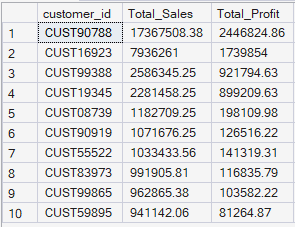 customer_id Total_Sales Total_Profit
1 CUST90788 17367508.38 2446824.86
2 CUST16923 7936261 1739854
3 CUST99388 2586345.25 921794.63
4 CUST19345 2281458.25 899209.63
5 CUST08739 1182709.25 198109.98
6 CUST90919 1071676.25 126516.22
7 CUST55522 1033433.56 141319.31
8 CUST83973 991905.81 116835.79
9 CUST99865 962865.38 103582.22
10 CUST59895 941142.06 81264.87